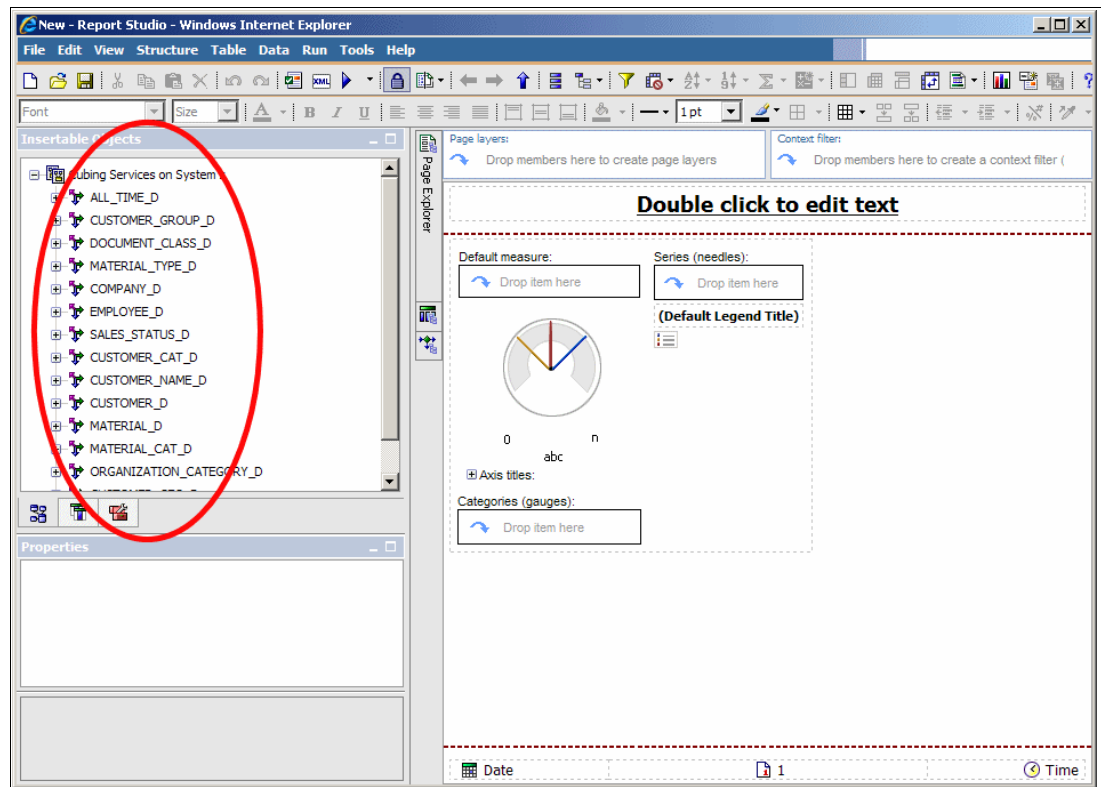 New - Report Studio - Windows Internet Explorer
File Edit View Structure Table Data Run Tools Help
XML
Font Size A B I U 1 pt
Insertable Objects
Cubing Services on System
ALL_TIME_D
CUSTOMER_GROUP_D
DOCUMENT_CLASS_D
MATERIAL_TYPE_D
COMPANY_D
EMPLOYEE_D
SALES_STATUS_D
CUSTOMER_CAT_D
CUSTOMER_NAME_D
CUSTOMER_D
MATERIAL_D
MATERIAL_CAT_D
ORGANIZATION_CATEGORY_D
Properties
Page Explorer
Page layers:
Drop members here to create page layers
Context filter:
Drop members here to create a context filter (
Double click to edit text
Default measure:
Drop item here
Series (needles):
Drop item here
(Default Legend Title)
0 n
abc
Axis titles:
Categories (gauges):
Drop item here
Date 1 Time